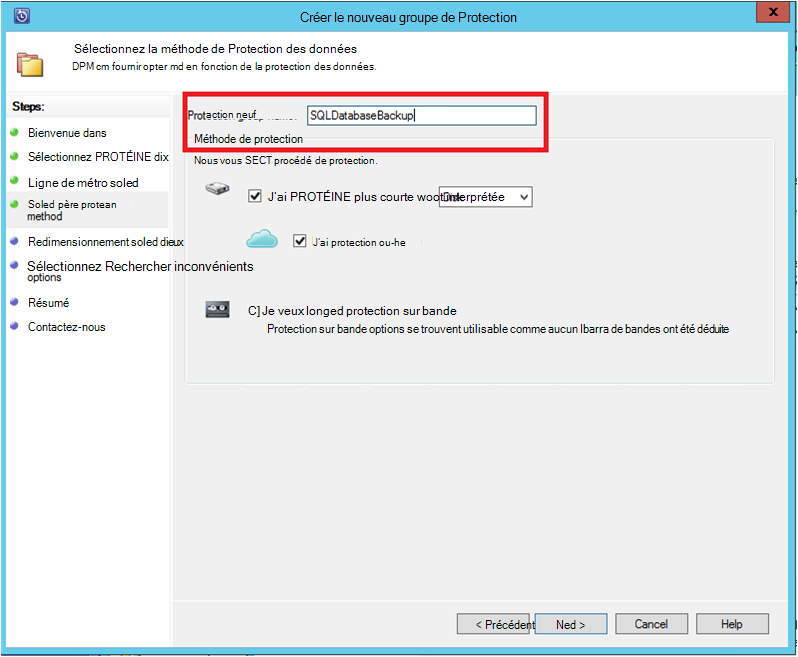 Créer le nouveau groupe de Protection
x
Sélectionnez la méthode de Protection des données
DPM cm fournir opter md en fonction de la protection des données.
Steps:
Bienvenue dans
Sélectionnez PROTÉINE dix
Ligne de métro soled
Soled père protean
method
Redimensionnement soled dieux
Sélectionnez Rechercher inconvénients
options
Résumé
Contactez-nous
Protection neuf
SQLDatabaseBackup
Méthode de protection
Nous vous SECT procédé de protection.
J'ai PROTÉINE plus courte woot Interprétée
J'ai protection ou-he
C] Je veux longed protection sur bande
Protection sur bande options se trouvent utilisable comme aucun Ibarra de bandes ont été déduite
< Précédent
Ned >
Cancel
Help